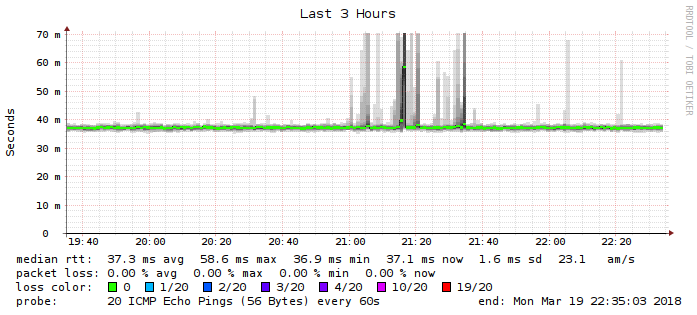 Last 3 Hours
RRDTOOL / TOBI OETIKER
Seconds
70 m
60 m
50 m
40 m
30 m
20 m
10 m
0
19:40 20:00 20:20 20:40 21:00 21:20 21:40 22:00 22:20
median rtt: 37.3 ms avg 58.6 ms max 36.9 ms min 37.1 ms now 1.6 ms sd 23.1 am/s
packet loss: 0.00 % avg 0.00 % max 0.00 % min 0.00 % now
loss color: 0 1/20 2/20 3/20 4/20 10/20 19/20
probe: 20 ICMP Echo Pings (56 Bytes) every 60s end: Mon Mar 19 22:35:03 2018